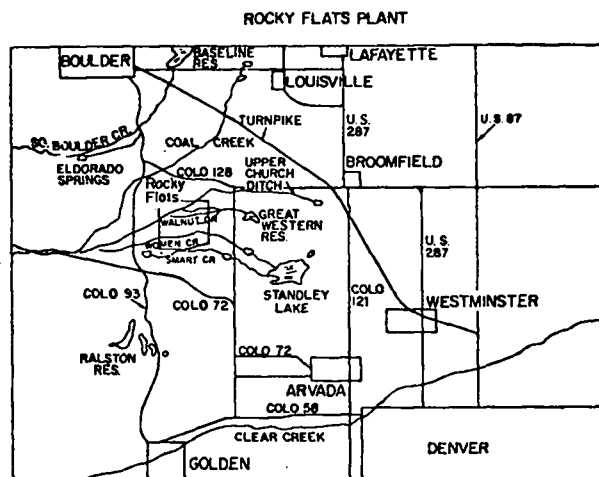 ROCKY FLATS PLANT
BOULDER
BASELINE
RES.
LAFAYETTE
LOUISVILLE
SO. BOULDER CR.
COAL CREEK
TURNPIKE
U.S.
287
U.S. 87
ELDORADO
SPRINGS
COLO 128
UPPER
CHURCH
DITCH
BROOMFIELD
Rocky
Flats
WALNUT CR.
GREAT
WESTERN
RES.
WOMEN CR
SMART CR
U.S.
287
COLO 93
COLO 72
STANDLEY
LAKE
COLO
121
WESTMINSTER
RALSTON
RES.
COLO 72
ARVADA
COLO 58
CLEAR CREEK
DENVER
GOLDEN